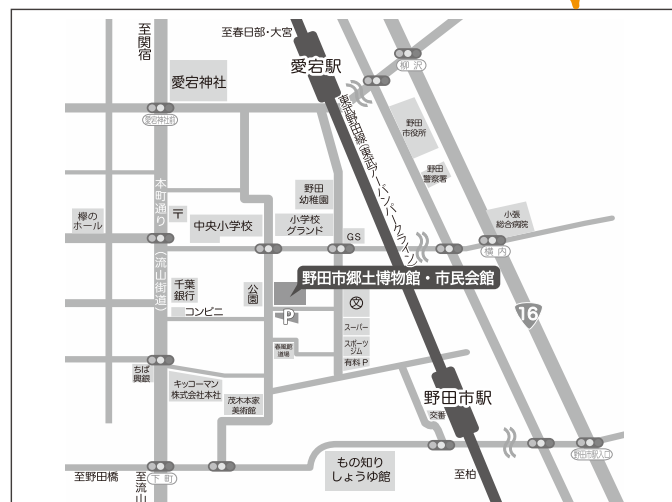 至関宿
至春日部・大宮
愛宕駅
柳沢
愛宕神社
愛宕神社前
東武野田線(東武アーバンパークライン)
野田
市役所
野田
警察署
本町通り(流山街道)
野田
幼稚園
欅の
ホール
〒
中央小学校
小学校
グランド
GS
小張
総合病院
横内
野田市郷土博物館・市民会館
千葉
銀行
公園
コンビニ
P
文
スーパー
16
春風館
道場
スポーツ
ジム
有料P
ちば
興銀
キッコーマン
株式会社本社
茂木本家
美術館
野田市駅
交番
野田市駅入口
至野田橋
至流山
下町
もの知り
しょうゆ館
至柏